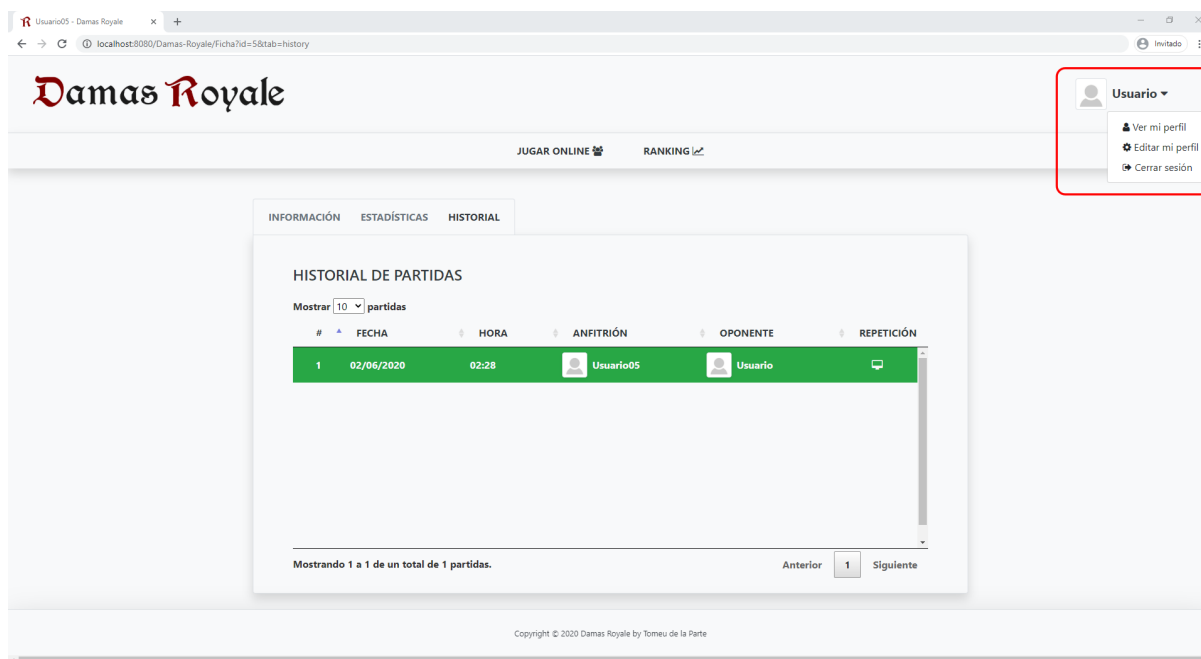 Usuario05 - Damas Royale
localhost:8080/Damas-Royale/Ficha?id=5&tab=history
Invitado
Damas Royale
Usuario
Ver mi perfil
Editar mi perfil
Cerrar sesión
JUGAR ONLINE RANKING
INFORMACIÓN ESTADÍSTICAS HISTORIAL
HISTORIAL DE PARTIDAS
Mostrar 10 partidas
# FECHA HORA ANFITRIÓN OPONENTE REPETICIÓN
1 02/06/2020 02:28 Usuario05 Usuario
Mostrando 1 a 1 de un total de 1 partidas. Anterior 1 Siguiente
Copyright © 2020 Damas Royale by Tomeu de la Parte